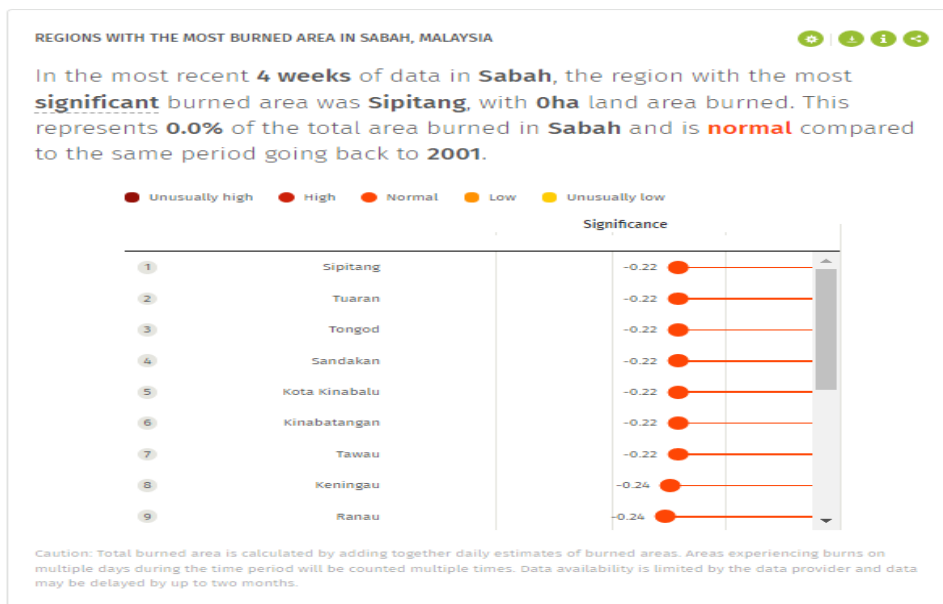 REGIONS WITH THE MOST BURNED AREA IN SABAH, MALAYSIA
In the most recent 4 weeks of data in Sabah, the region with the most
significant burned area was Sipitang, with 0ha land area burned. This
represents 0.0% of the total area burned in Sabah and is normal compared
to the same period going back to 2001.
Unusually high High Normal Low Unusually low
Significance
1 Sipitang -0.22
2 Tuaran -0.22
3 Tongod -0.22
4 Sandakan -0.22
5 Kota Kinabalu -0.22
6 Kinabatangan -0.22
7 Tawau -0.22
8 Keningau -0.24
9 Ranau -0.24
Caution: Total burned area is calculated by adding together daily estimates of burned areas. Areas experiencing burns on
multiple days during the time period will be counted multiple times. Data availability is limited by the data provider and data
may be delayed by up to two months.